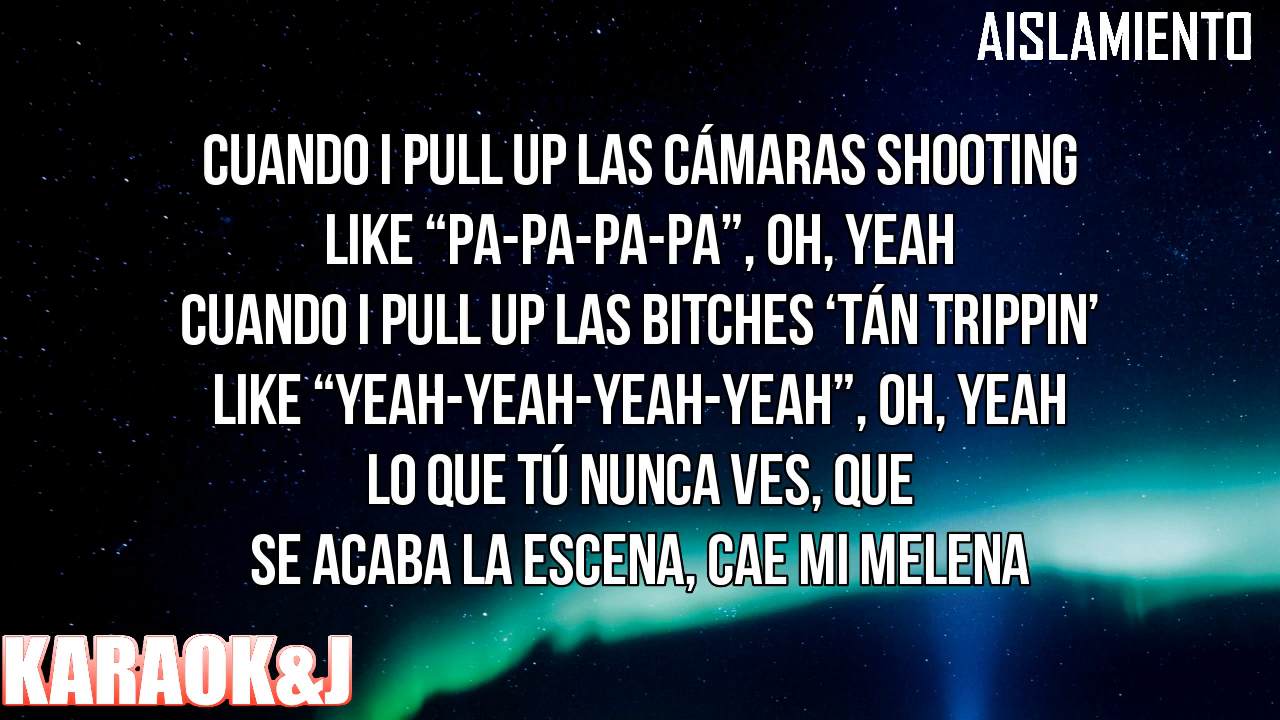 AISLAMIENTO
CUANDO I PULL UP LAS CÁMARAS SHOOTING
LIKE “PA-PA-PA-PA”, OH, YEAH
CUANDO I PULL UP LAS BITCHES ‘TÁN TRIPPIN’
LIKE “YEAH-YEAH-YEAH-YEAH”, OH, YEAH
LO QUE TÚ NUNCA VES, QUE
SE ACABA LA ESCENA, CAE MI MELENA
KARAOK&J